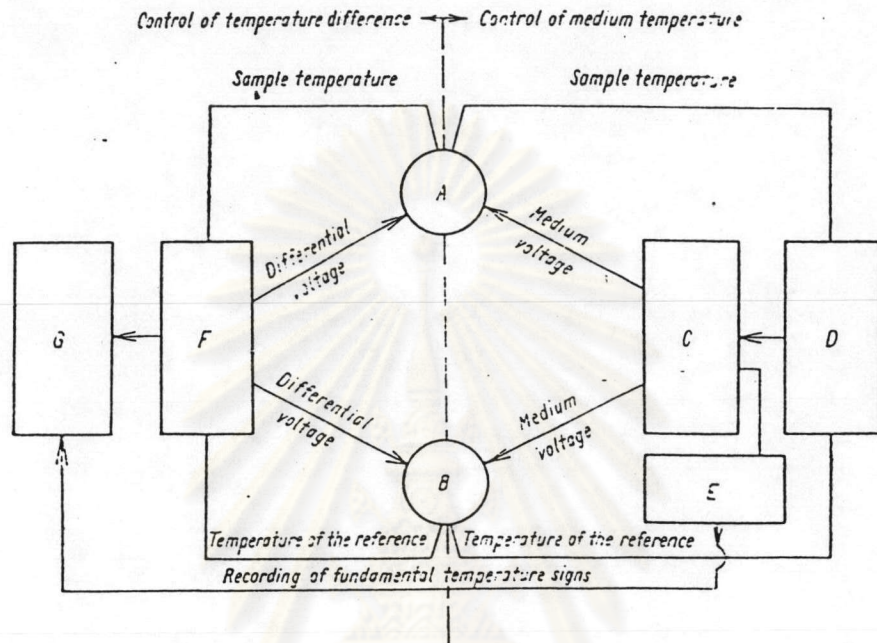 Control of temperature difference
Control of medium temperature
Sample temperature
Sample temperature
A
Differential
voltage
Medium
voltage
G
F
C
D
Differential
voltage
Medium
voltage
B
E
Temperature of the reference
Temperature of the reference
Recording of fundamental temperature signs